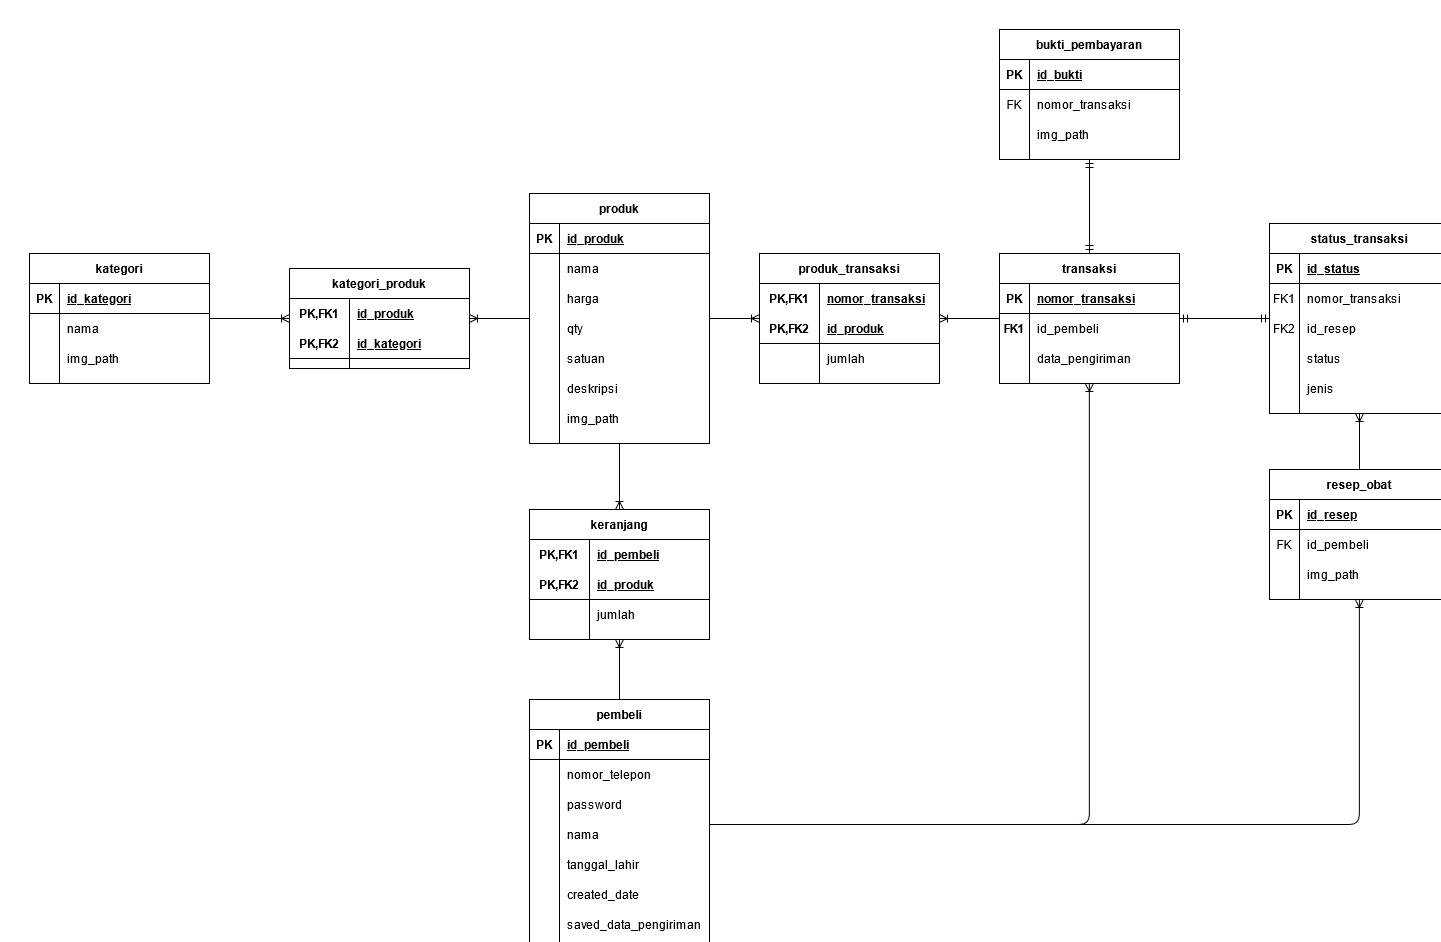 bukti_pembayaran
PK id_bukti
FK nomor_transaksi
img_path
produk
PK id_produk
nama
harga
qty
satuan
deskripsi
img_path
status_transaksi
PK id_status
FK1 nomor_transaksi
FK2 id_resep
status
jenis
kategori
PK id_kategori
nama
img_path
kategori_produk
PK,FK1 id_produk
PK,FK2 id_kategori
produk_transaksi
PK,FK1 nomor_transaksi
PK,FK2 id_produk
jumlah
transaksi
PK nomor_transaksi
FK1 id_pembeli
data_pengiriman
resep_obat
PK id_resep
FK id_pembeli
img_path
keranjang
PK,FK1 id_pembeli
PK,FK2 id_produk
jumlah
pembeli
PK id_pembeli
nomor_telepon
password
nama
tanggal_lahir
created_date
saved_data_pengiriman